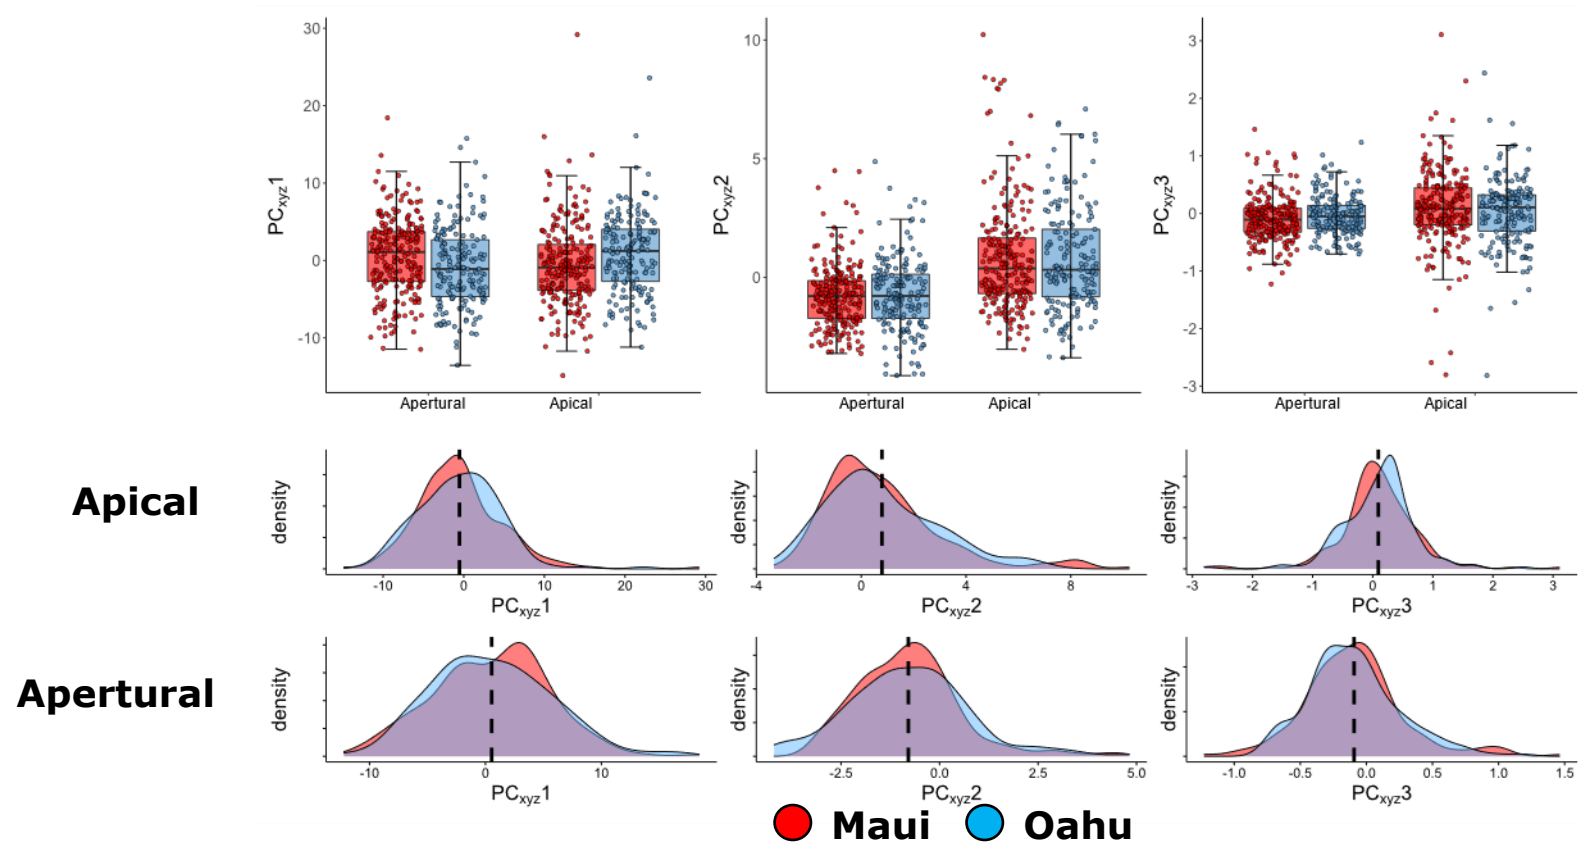 30
20
10
0
-10
PCxyz1
Apertural
Apical
10
5
0
PCxyz2
Apertural
Apical
3
2
1
0
-1
-2
-3
PCxyz3
Apertural
Apical
Apical
density
-10 0 10 20 30
PCxyz1
density
-4 0 4 8
PCxyz2
density
-3 -2 -1 0 1 2 3
PCxyz3
Apertural
density
-10 0 10
PCxyz1
density
-2.5 0.0 2.5 5.0
PCxyz2
density
-1.0 -0.5 0.0 0.5 1.0 1.5
PCxyz3
Maui Oahu